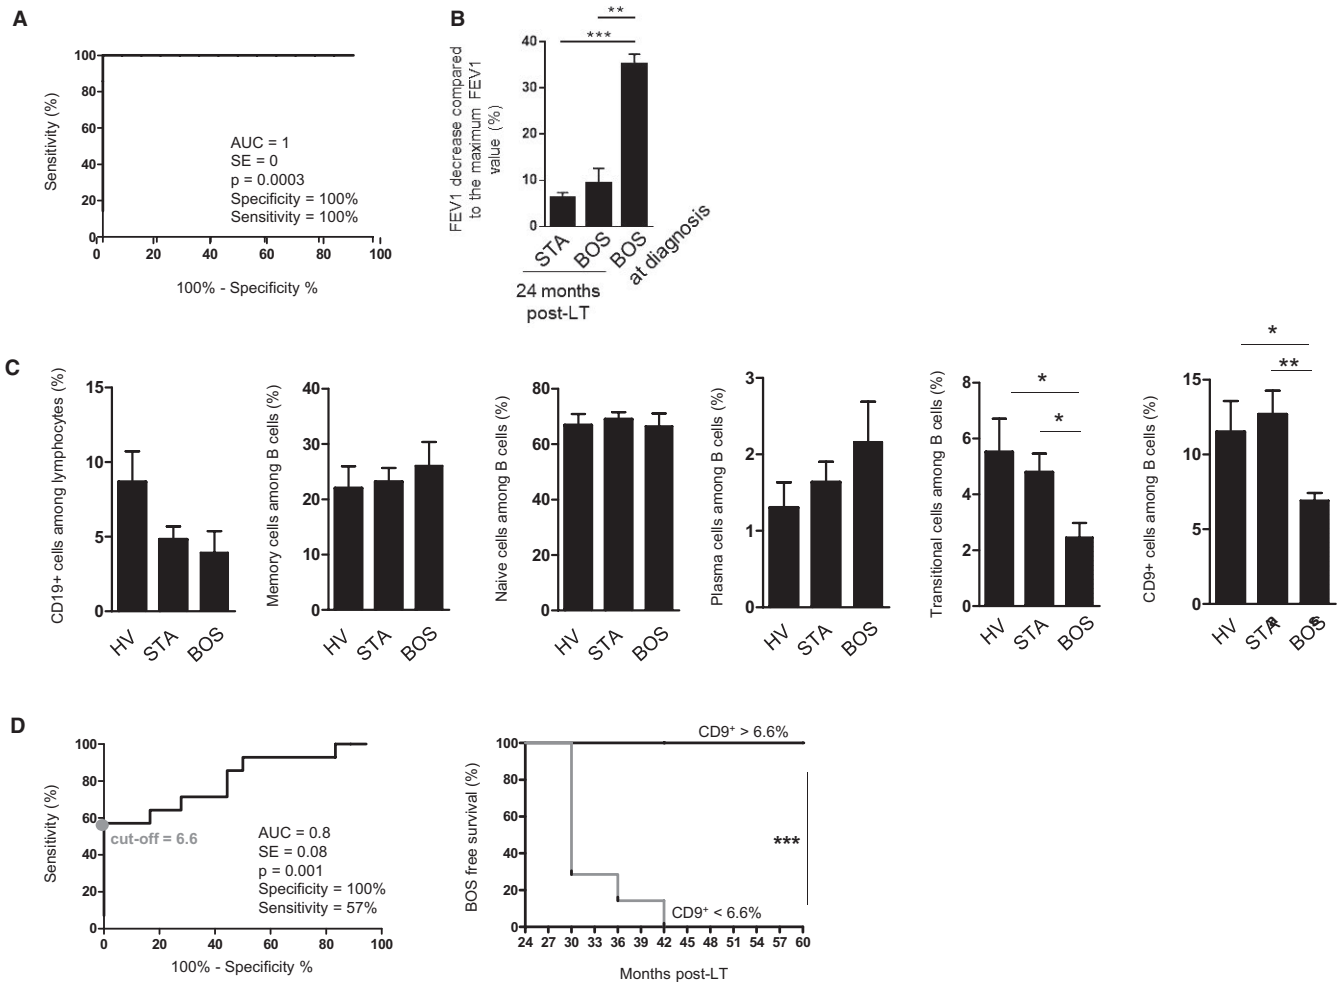 A
Sensitivity (%)
100
80
60
40
20
0
0 20 40 60 80 100
100% - Specificity %
AUC = 1
SE = 0
p = 0.0003
Specificity = 100%
Sensitivity = 100%
B
FEV1 decrease compared
to the maximum FEV1
value (%)
40
30
20
10
0
**
***
STA BOS BOS
at diagnosis
24 months
post-LT
C
CD19+ cells among lymphocytes (%)
15
10
5
0
HV STA BOS
Memory cells among B cells (%)
40
30
20
10
0
HV STA BOS
Naive cells among B cells (%)
80
60
40
20
0
HV STA BOS
Plasma cells among B cells (%)
3
2
1
0
HV STA BOS
Transitional cells among B cells (%)
8
6
4
2
0
*
*
HV STA BOS
CD9+ cells among B cells (%)
15
10
5
0
*
**
HV STA BOS
D
Sensitivity (%)
100
80
60
40
20
0
0 20 40 60 80 100
100% - Specificity %
cut-off = 6.6
AUC = 0.8
SE = 0.08
p = 0.001
Specificity = 100%
Sensitivity = 57%
BOS free survival (%)
100
80
60
40
20
0
24 27 30 33 36 39 42 45 48 51 54 57 60
Months post-LT
CD9⁺ > 6.6%
***
CD9⁺ < 6.6%